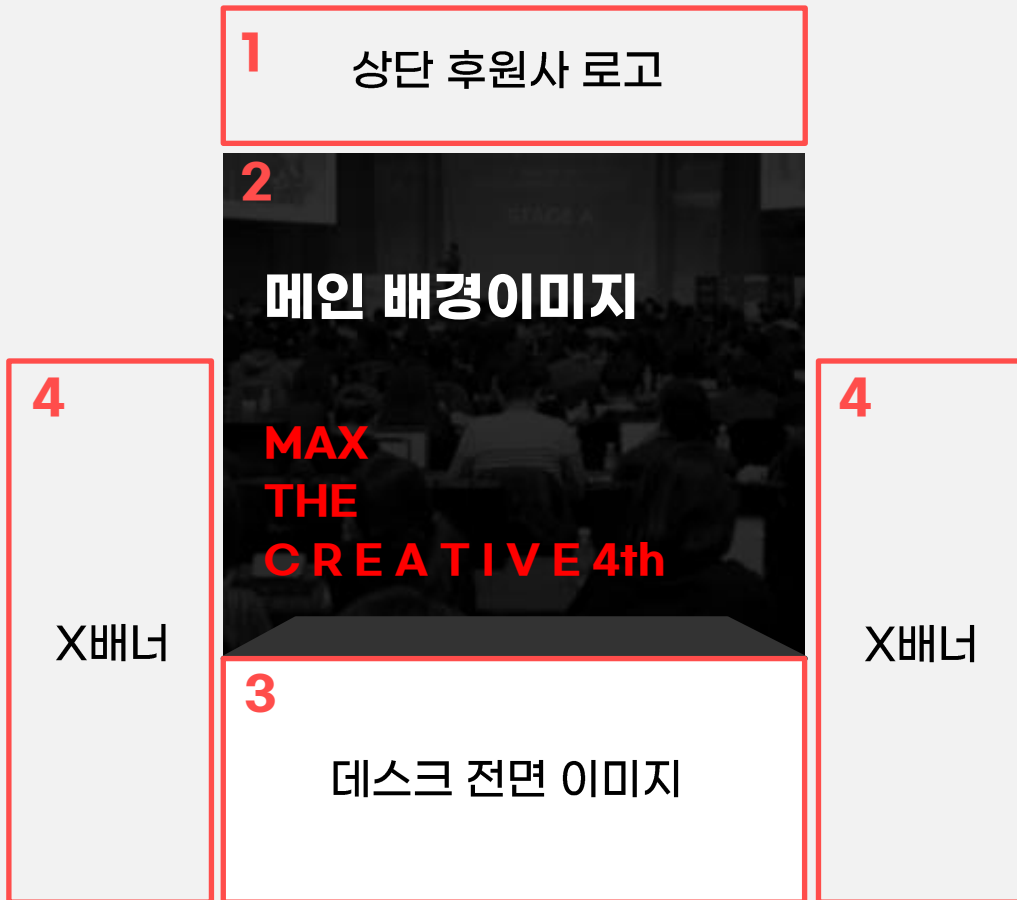 1
상단 후원사 로고
2
메인 배경이미지
MAX
THE
CREATIVE 4th
4
X배너
4
X배너
3
데스크 전면 이미지